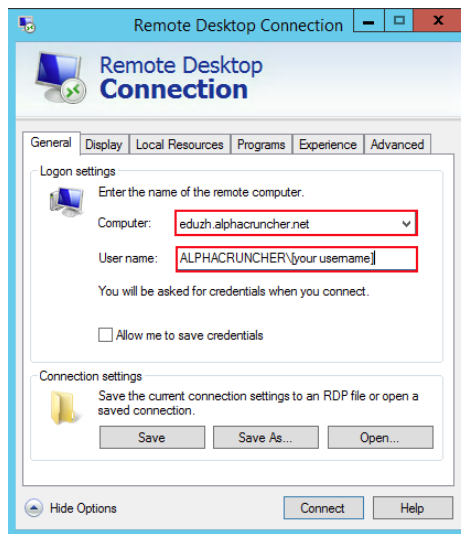 Remote Desktop Connection
Remote Desktop
Connection
General Display Local Resources Programs Experience Advanced
Logon settings
Enter the name of the remote computer.
Computer: eduzh.alphacruncher.net
User name: ALPHACRUNCHER\[your username]
You will be asked for credentials when you connect.
Allow me to save credentials
Connection settings
Save the current connection settings to an RDP file or open a
saved connection.
Save Save As... Open...
Hide Options Connect Help